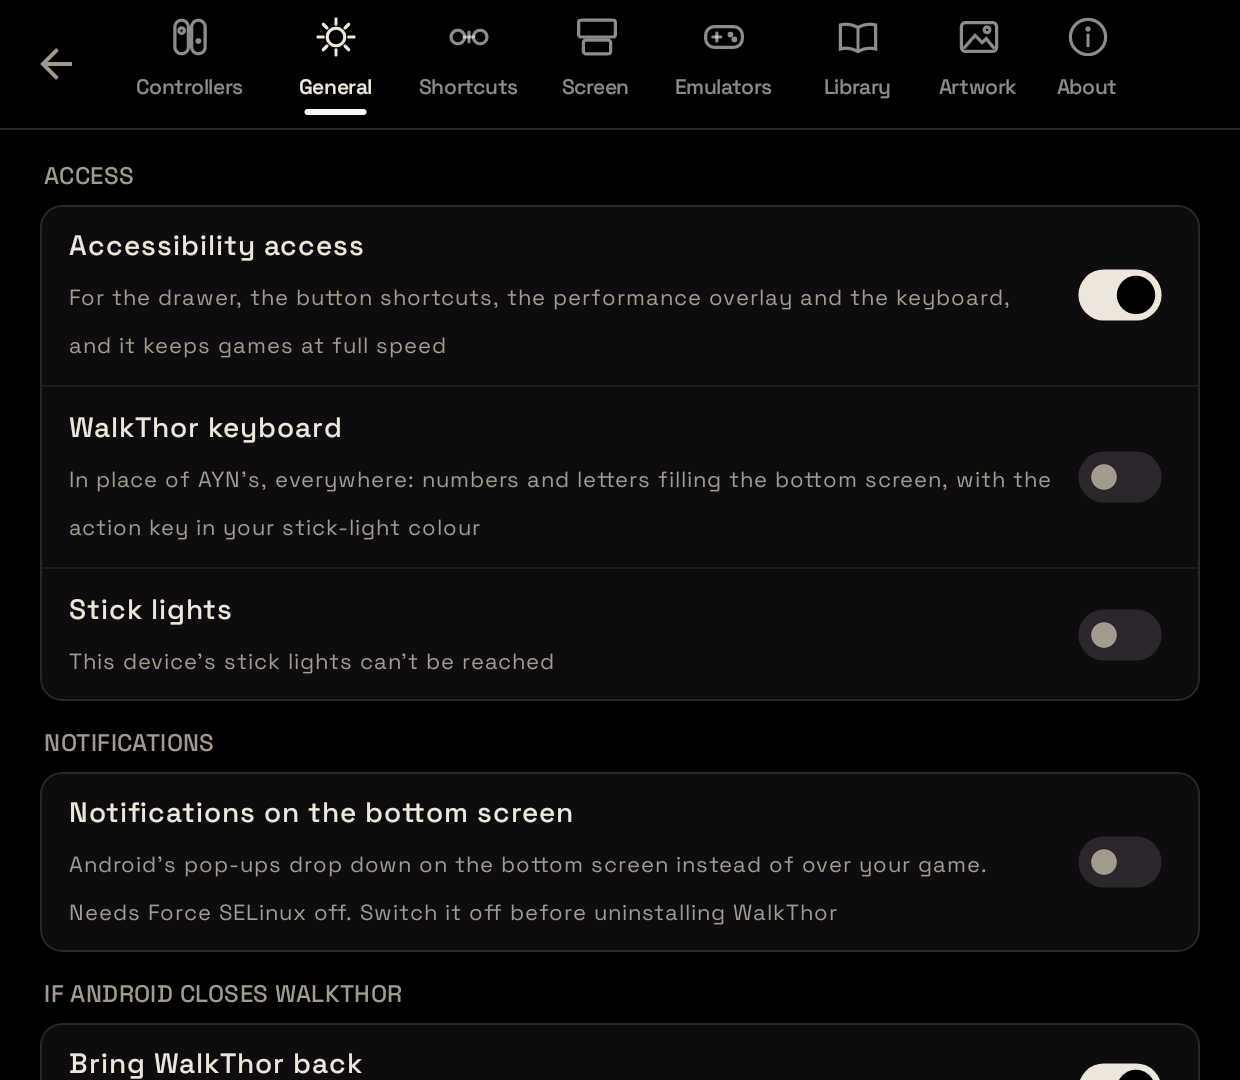 Controllers
General
Shortcuts
Screen
Emulators
Library
Artwork
About
ACCESS
Accessibility access
For the drawer, the button shortcuts, the performance overlay and the keyboard,
and it keeps games at full speed
WalkThor keyboard
In place of AYN’s, everywhere: numbers and letters filling the bottom screen, with the
action key in your stick-light colour
Stick lights
This device’s stick lights can’t be reached
NOTIFICATIONS
Notifications on the bottom screen
Android’s pop-ups drop down on the bottom screen instead of over your game.
Needs Force SELinux off. Switch it off before uninstalling WalkThor
IF ANDROID CLOSES WALKTHOR
Bring WalkThor back